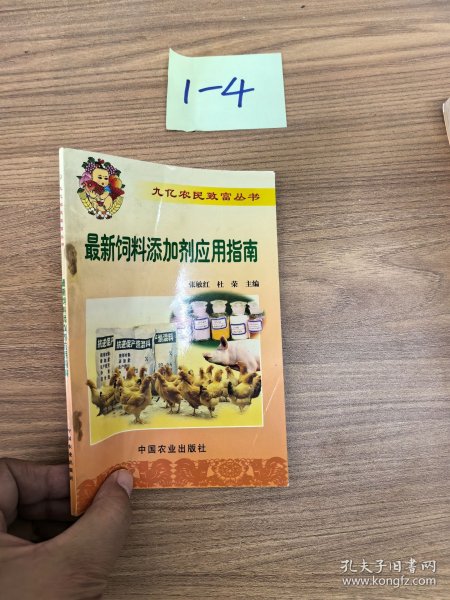 1-4
九亿农民致富丛书
最新饲料添加剂应用指南
张敏红 杜荣 主编
中国农业出版社
孔夫子旧书网
www.kongfz.com